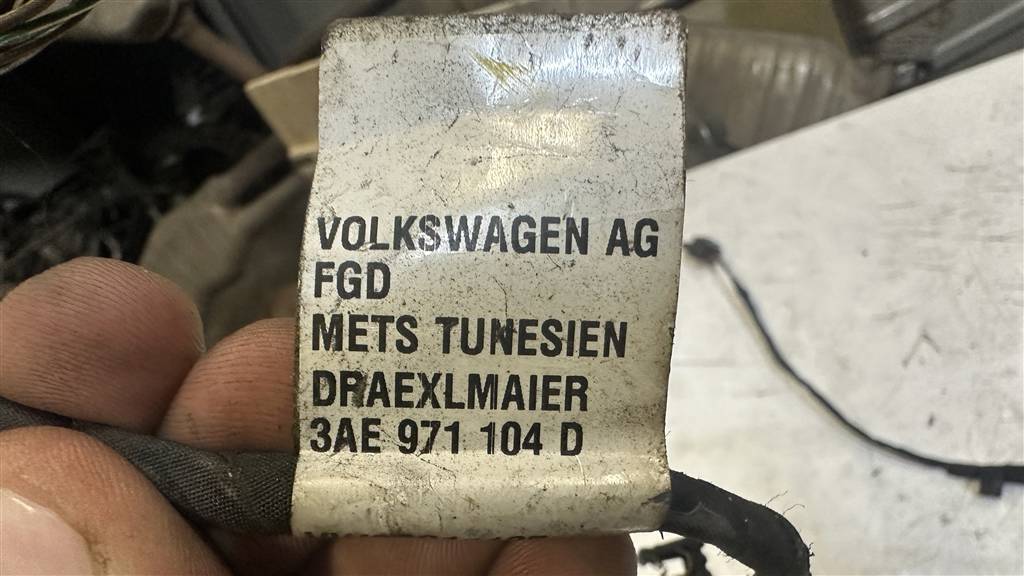 VOLKSWAGEN AG
FGD
METS TUNESIEN
DRAEXLMAIER
3AE 971 104 D